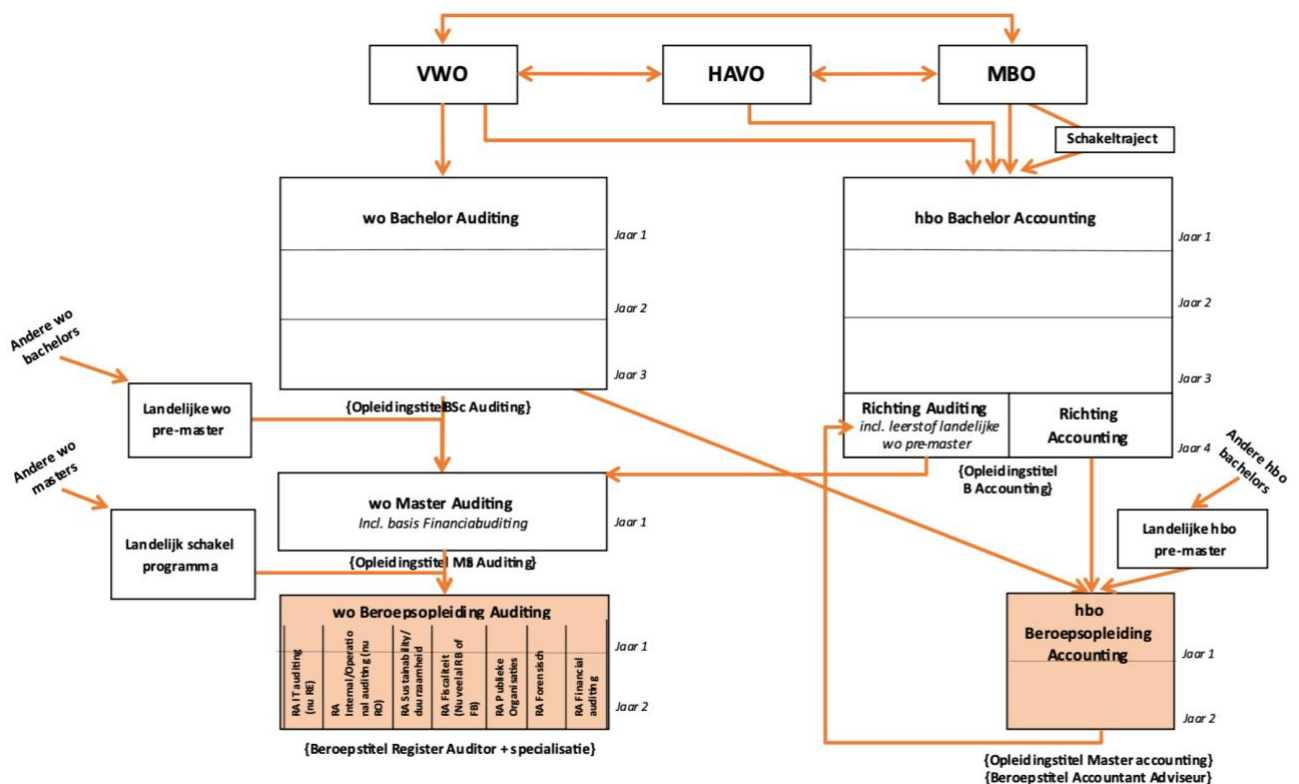 VWO
HAVO
MBO
Schakeltraject
wo Bachelor Auditing
Jaar 1
Jaar 2
Jaar 3
{OpleidingstitelBSc Auditing}
hbo Bachelor Accounting
Jaar 1
Jaar 2
Jaar 3
Richting Auditing
incl. leerstof landelijke
wo pre-master
Richting
Accounting
Jaar 4
{Opleidingstitel
B Accounting}
Andere wo
bachelors
Landelijke wo
pre-master
Andere wo
masters
Landelijk schakel
programma
wo Master Auditing
Incl. basis Financiabuditing
Jaar 1
{Opleidingstitel MS Auditing}
Andere hbo
bachelors
Landelijke hbo
pre-master
wo Beroepsopleiding Auditing
RA IT auditing
(nu RE)
RA
Internal/Operatio
nal auditing (nu
RO)
RA Sustainability/
duurzaamheid
RA Fiscaliteit
(Nu veelal RB of
FB)
RA Publieke
Organisaties
RA Forensisch
RA Financial
auditing
Jaar 1
Jaar 2
{Beroepstitel Register Auditor + specialisatie}
hbo
Beroepsopleiding
Accounting
Jaar 1
Jaar 2
{Opleidingstitel Master accounting}
{Beroepstitel Accountant Adviseur}